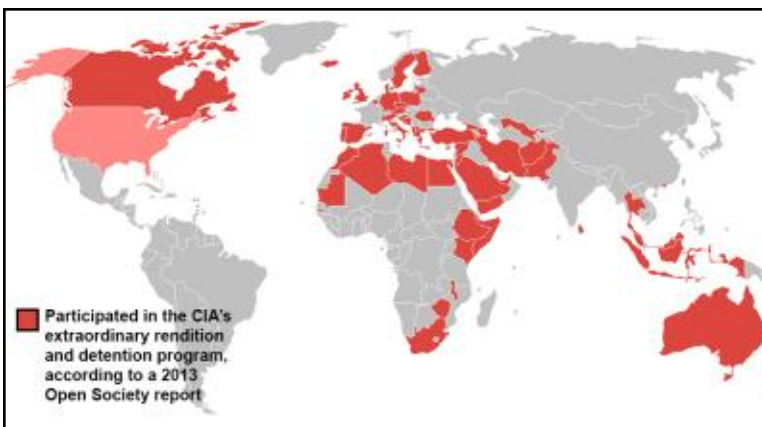 Participated in the CIA's
extraordinary rendition
and detention program,
according to a 2013
Open Society report